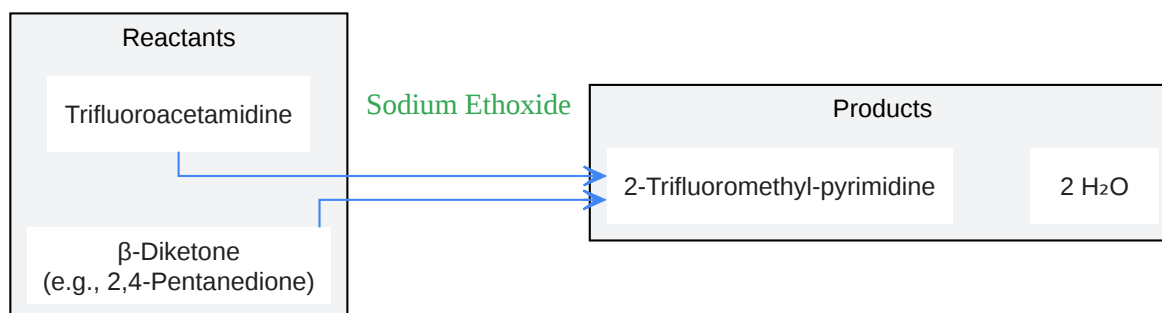 Reactants
Trifluoroacetamidine
β-Diketone
(e.g., 2,4-Pentanedione)
Sodium Ethoxide
Products
2-Trifluoromethyl-pyrimidine
2 H₂O